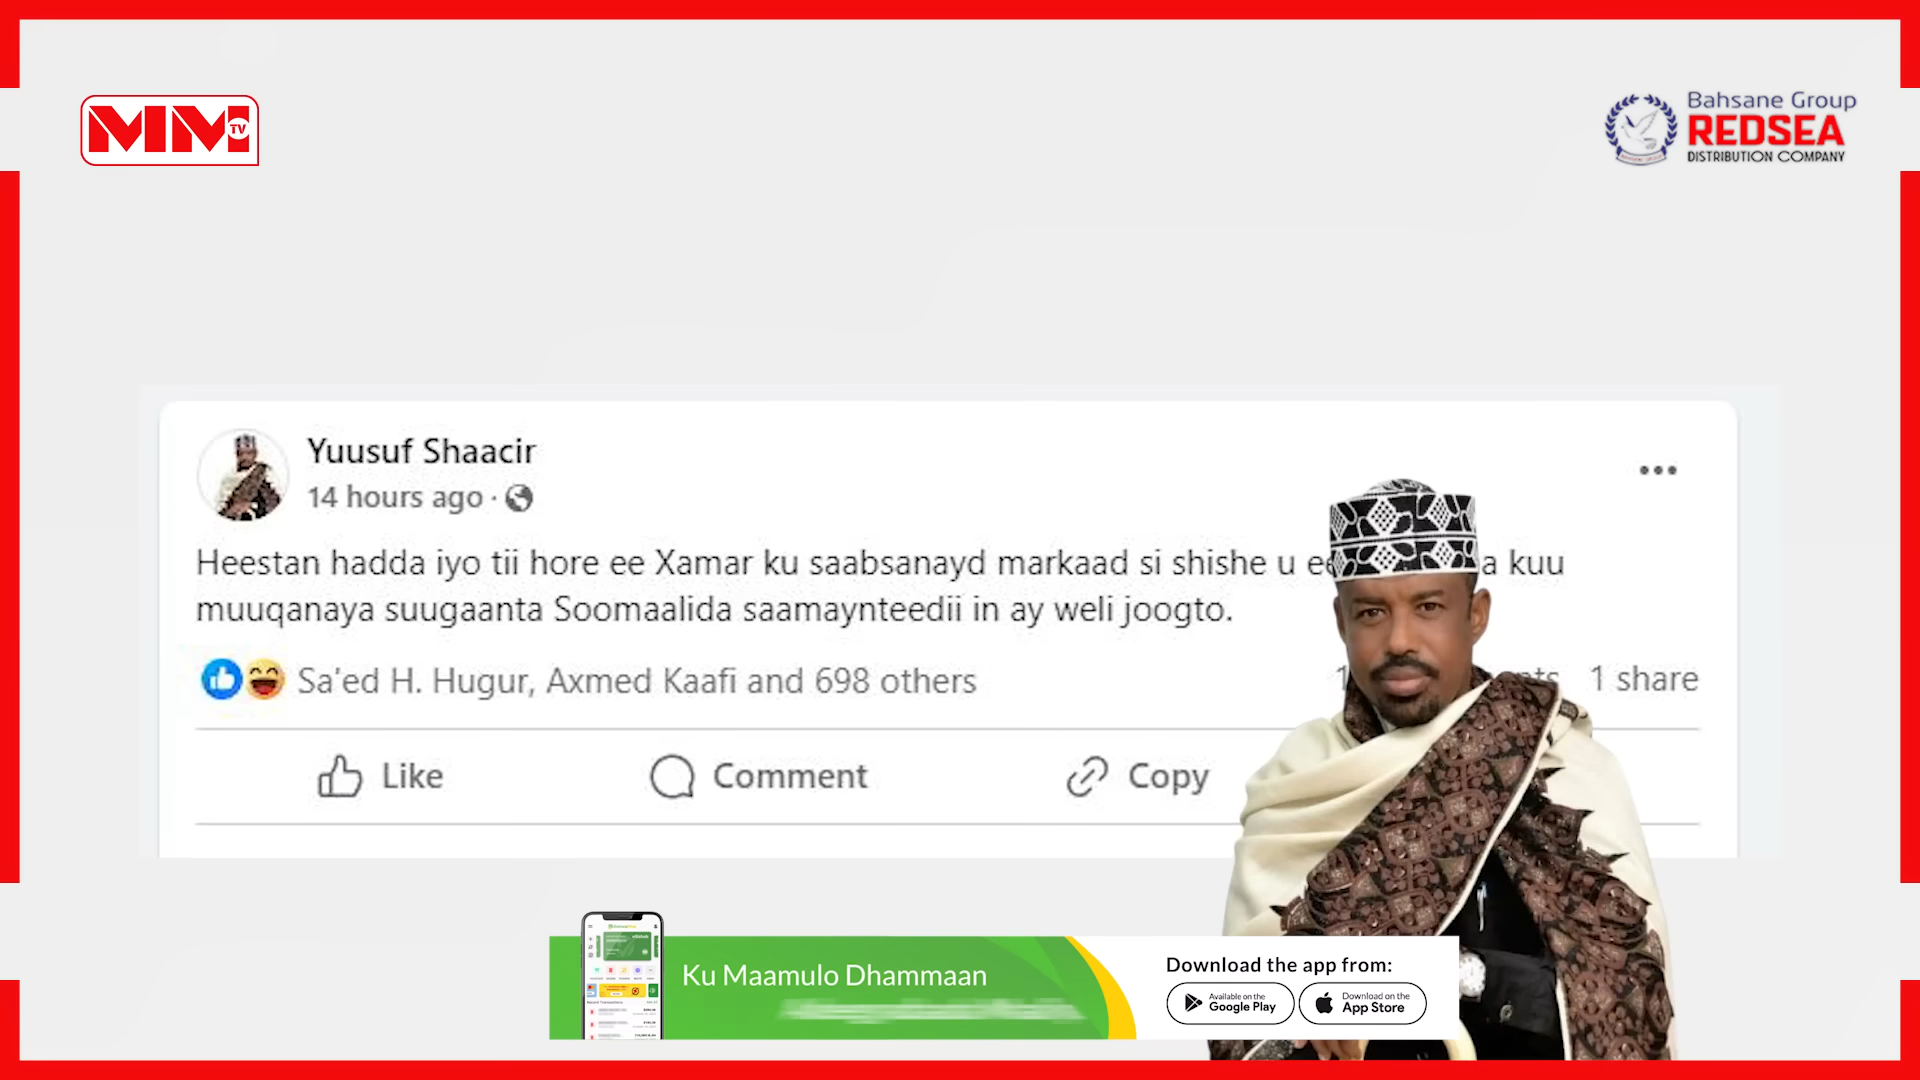 MM TV
Bahsane Group
REDSEA
DISTRIBUTION COMPANY
Yuusuf Shaacir
14 hours ago ·
Heestan hadda iyo tii hore ee Xamar ku saabsanayd markaad si shishe u kuu
muuqanaya suugaanta Soomaalida saamaynteedii in ay weli joogto.
Sa'ed H. Hugur, Axmed Kaafi and 698 others 1 share
Like Comment Copy
Ku Maamulo Dhammaan
Download the app from:
Available on the
Google Play
Download on the
App Store